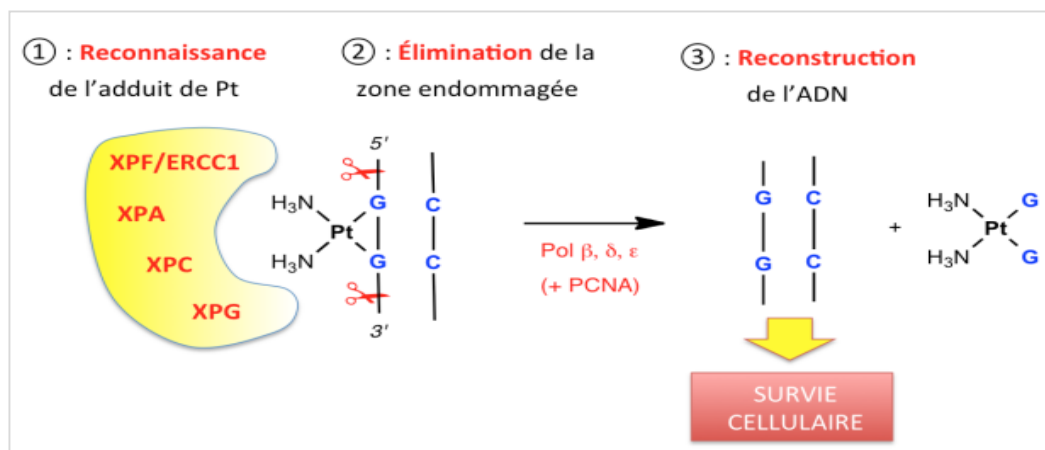 ① : Reconnaissance
de l'adduit de Pt
② : Élimination de la
zone endommagée
③ : Reconstruction
de l'ADN
XPF/ERCC1
XPA
XPC
XPG
5'
H₃N
Pt
H₃N
G
G
3'
C
C
Pol β, δ, ε
(+ PCNA)
G
G
C
C
+
H₃N
Pt
H₃N
G
G
SURVIE
CELLULAIRE